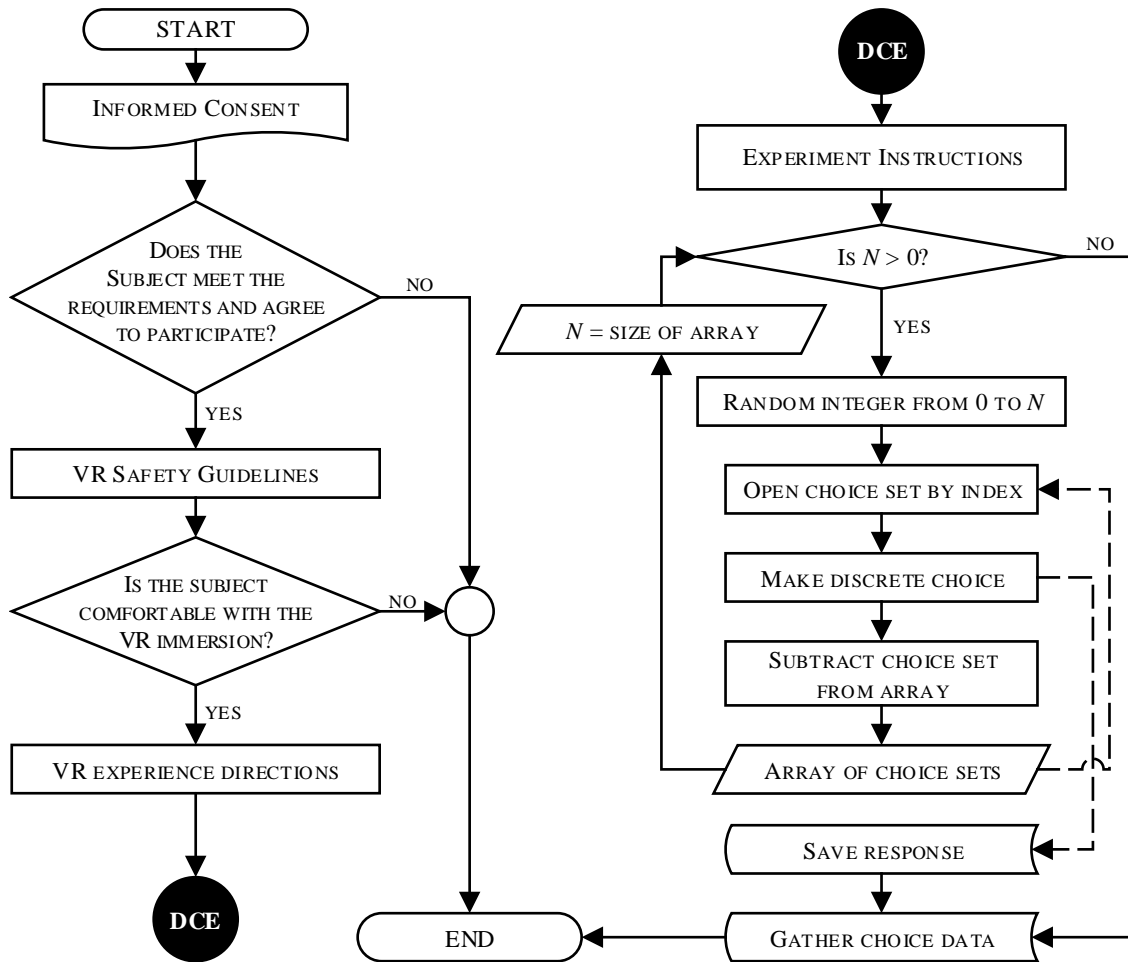 START
INFORMED CONSENT
DOES THE
SUBJECT MEET THE
REQUIREMENTS AND AGREE
TO PARTICIPATE?
NO
YES
VR SAFETY GUIDELINES
IS THE SUBJECT
COMFORTABLE WITH THE
VR IMMERSION?
NO
YES
VR EXPERIENCE DIRECTIONS
DCE
END
DCE
EXPERIMENT INSTRUCTIONS
IS N > 0?
NO
N = SIZE OF ARRAY
YES
RANDOM INTEGER FROM 0 TO N
OPEN CHOICE SET BY INDEX
MAKE DISCRETE CHOICE
SUBTRACT CHOICE SET
FROM ARRAY
ARRAY OF CHOICE SETS
SAVE RESPONSE
GATHER CHOICE DATA